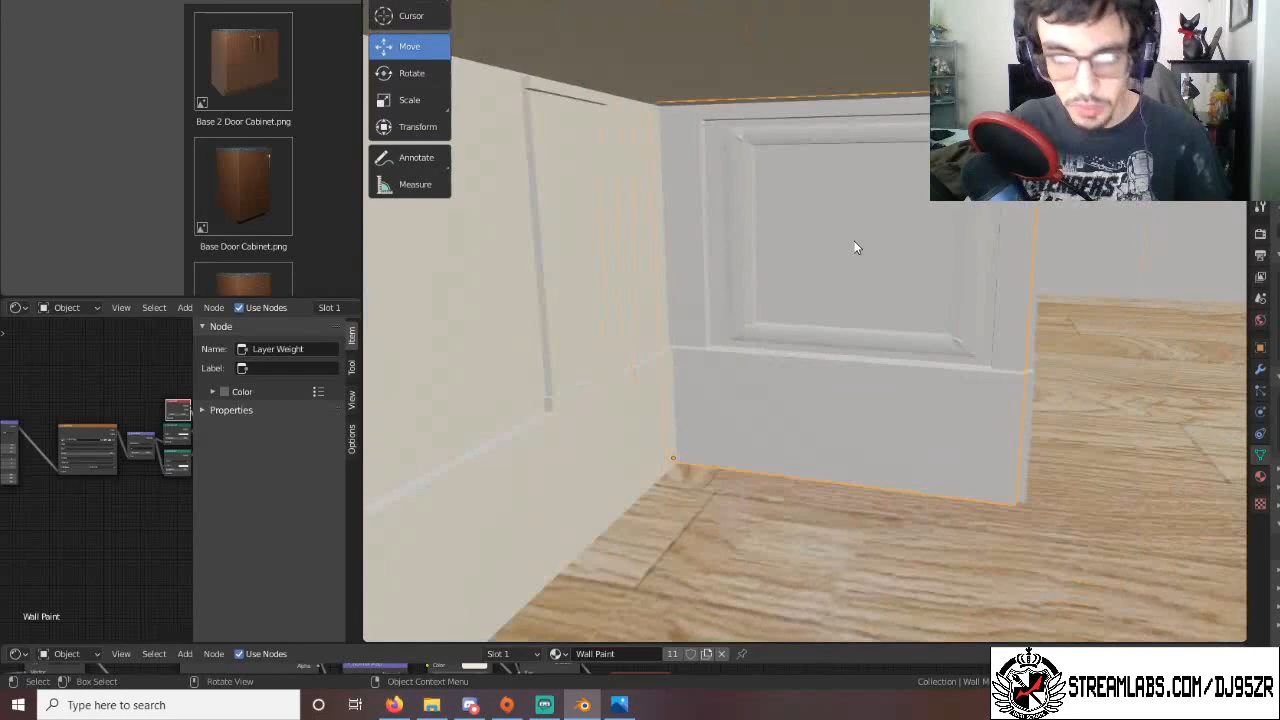 Cursor
Move
Rotate
Scale
Transform
Annotate
Measure
Base 2 Door Cabinet.png
Base Door Cabinet.png
Object View Select Add Node Use Nodes Slot 1
Node
Name: Layer Weight
Label:
Color
Properties
Item
Tool
View
Options
Wall Paint
Object View Select Add Node Use Nodes Slot 1 Wall Paint 11
Alpha
Color
Select Box Select Rotate View Object Context Menu
Type here to search
STREAMLABS.COM/DJ95ZR